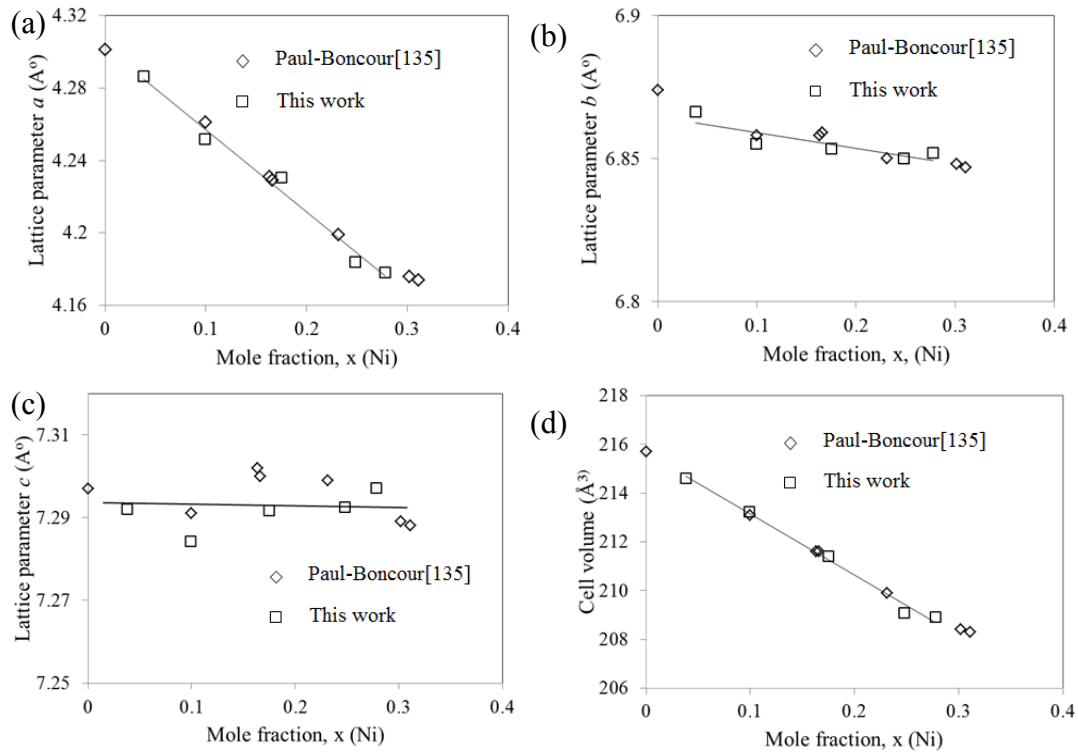 (a)
4.32
4.28
4.24
4.2
4.16
Lattice parameter a (Aº)
Paul-Boncour[135]
This work
0 0.1 0.2 0.3 0.4
Mole fraction, x (Ni)
(b)
6.9
6.85
6.8
Lattice parameter b (Aº)
Paul-Boncour[135]
This work
0 0.1 0.2 0.3 0.4
Mole fraction, x, (Ni)
(c)
7.31
7.29
7.27
7.25
Lattice parameter c (Aº)
Paul-Boncour[135]
This work
0 0.1 0.2 0.3 0.4
Mole fraction, x (Ni)
(d)
218
216
214
212
210
208
206
Cell volume (Å³⁾
Paul-Boncour[135]
This work
0 0.1 0.2 0.3 0.4
Mole fraction, x (Ni)